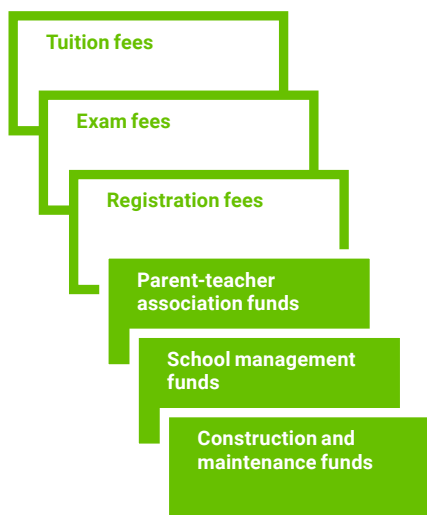 Tuition fees
Exam fees
Registration fees
Parent-teacher
association funds
School management
funds
Construction and
maintenance funds